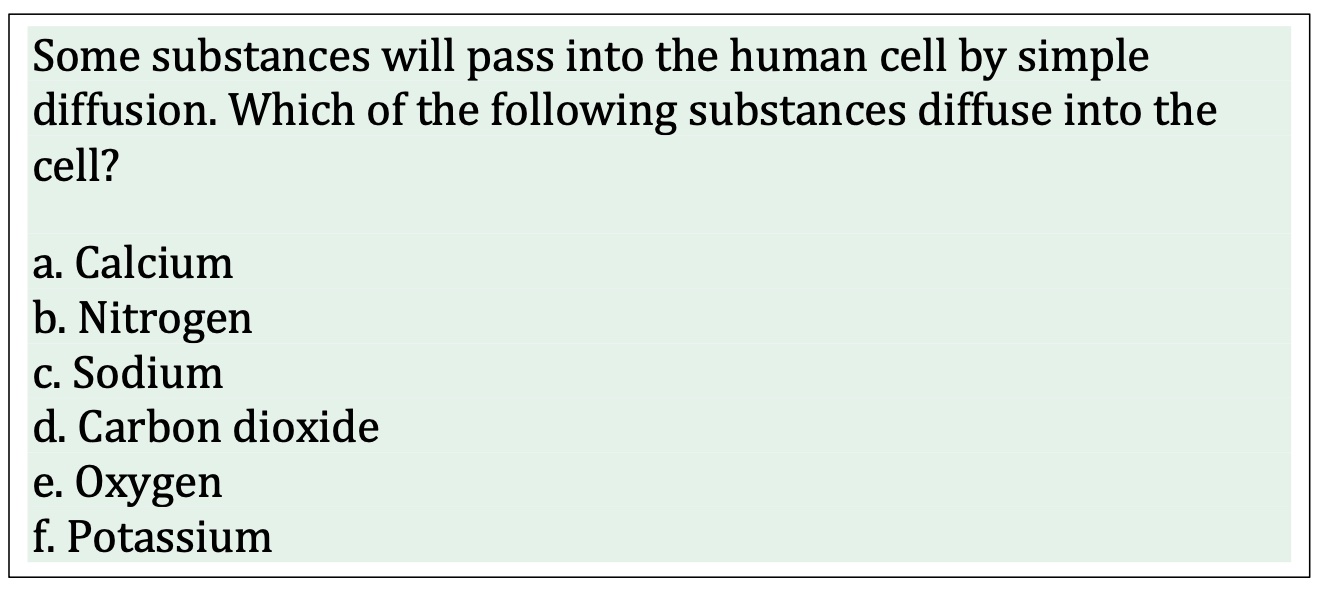 Some substances will pass into the human cell by simple
diffusion. Which of the following substances diffuse into the
cell?
a. Calcium
b. Nitrogen
c. Sodium
d. Carbon dioxide
e. Oxygen
f. Potassium